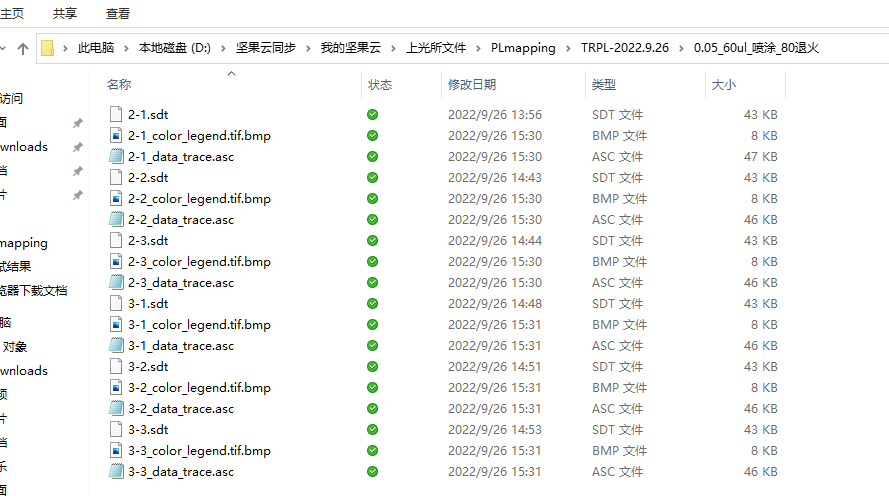 主页 共享 查看
此电脑 本地磁盘 (D:) 坚果云同步 我的坚果云 上光所文件 PLmapping TRPL-2022.9.26 0.05_60ul_喷涂_80退火
名称 状态 修改日期 类型 大小
访问
2-1.sdt 2022/9/26 13:56 SDT 文件 43 KB
面 2-1_color_legend.tif.bmp 2022/9/26 15:30 BMP 文件 8 KB
wnloads 2-1_data_trace.asc 2022/9/26 15:30 ASC 文件 47 KB
档 2-2.sdt 2022/9/26 14:43 SDT 文件 43 KB
片 2-2_color_legend.tif.bmp 2022/9/26 15:30 BMP 文件 8 KB
2-2_data_trace.asc 2022/9/26 15:30 ASC 文件 46 KB
mapping 2-3.sdt 2022/9/26 14:44 SDT 文件 43 KB
试结果 2-3_color_legend.tif.bmp 2022/9/26 15:30 BMP 文件 8 KB
览器下载文档 2-3_data_trace.asc 2022/9/26 15:30 ASC 文件 46 KB
3-1.sdt 2022/9/26 14:48 SDT 文件 43 KB
脑 3-1_color_legend.tif.bmp 2022/9/26 15:31 BMP 文件 8 KB
对象 3-1_data_trace.asc 2022/9/26 15:31 ASC 文件 46 KB
wnloads 3-2.sdt 2022/9/26 14:51 SDT 文件 43 KB
频 3-2_color_legend.tif.bmp 2022/9/26 15:31 BMP 文件 8 KB
片 3-2_data_trace.asc 2022/9/26 15:31 ASC 文件 46 KB
档 3-3.sdt 2022/9/26 14:53 SDT 文件 43 KB
乐 3-3_color_legend.tif.bmp 2022/9/26 15:31 BMP 文件 8 KB
面 3-3_data_trace.asc 2022/9/26 15:31 ASC 文件 46 KB